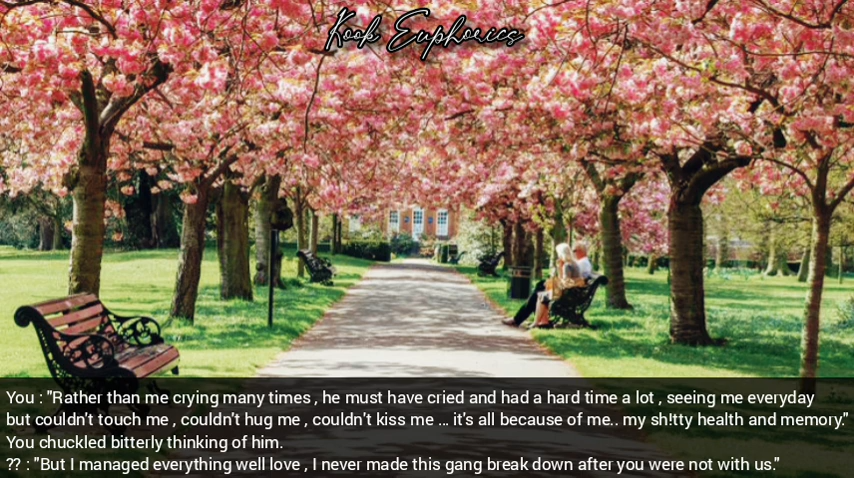 Kook Euphorics
You : "Rather than me crying many times , he must have cried and had a hard time a lot , seeing me everyday
but couldn't touch me , couldn't hug me , couldn't kiss me ... it's all because of me.. my sh!tty health and memory."
You chuckled bitterly thinking of him.
?? : "But I managed everything well love , I never made this gang break down after you were not with us."